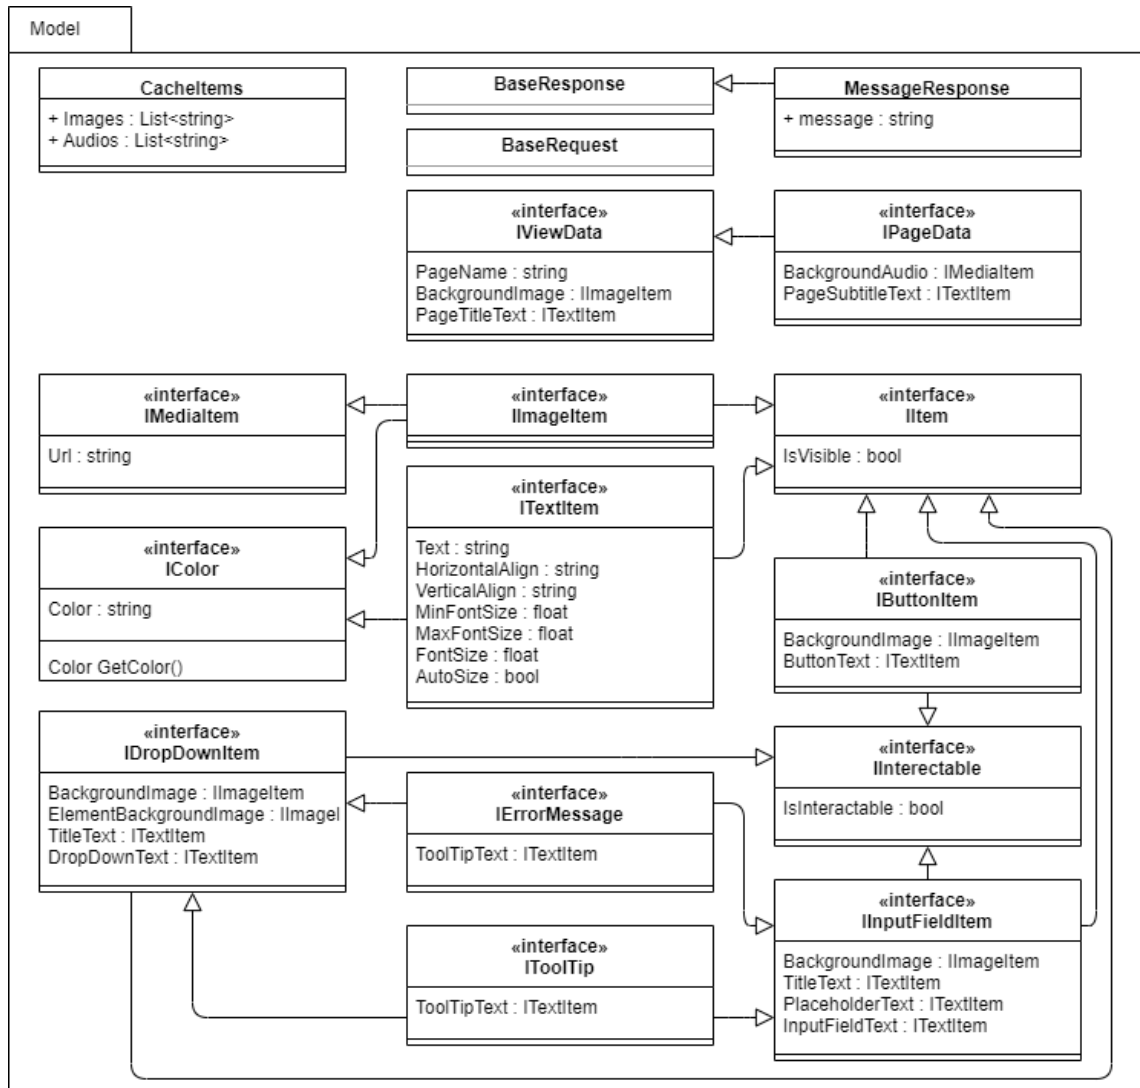 Model
CacheItems
+ Images : List<string>
+ Audios : List<string>
BaseResponse
MessageResponse
+ message : string
BaseRequest
«interface»
IViewData
PageName : string
BackgroundImage : IImageItem
PageTitleText : ITextItem
«interface»
IPageData
BackgroundAudio : IMediaItem
PageSubtitleText : ITextItem
«interface»
IMediaItem
Url : string
«interface»
IImageItem
«interface»
IItem
IsVisible : bool
«interface»
ITextItem
Text : string
HorizontalAlign : string
VerticalAlign : string
MinFontSize : float
MaxFontSize : float
FontSize : float
AutoSize : bool
«interface»
IColor
Color : string
Color GetColor()
«interface»
IButtonItem
BackgroundImage : IImageItem
ButtonText : ITextItem
«interface»
IDropDownItem
BackgroundImage : IImageItem
ElementBackgroundImage : IImageI
TitleText : ITextItem
DropDownText : ITextItem
«interface»
IErrorMessage
ToolTipText : ITextItem
«interface»
IInterectable
IsInteractable : bool
«interface»
IToolTip
ToolTipText : ITextItem
«interface»
IInputFieldItem
BackgroundImage : IImageItem
TitleText : ITextItem
PlaceholderText : ITextItem
InputFieldText : ITextItem